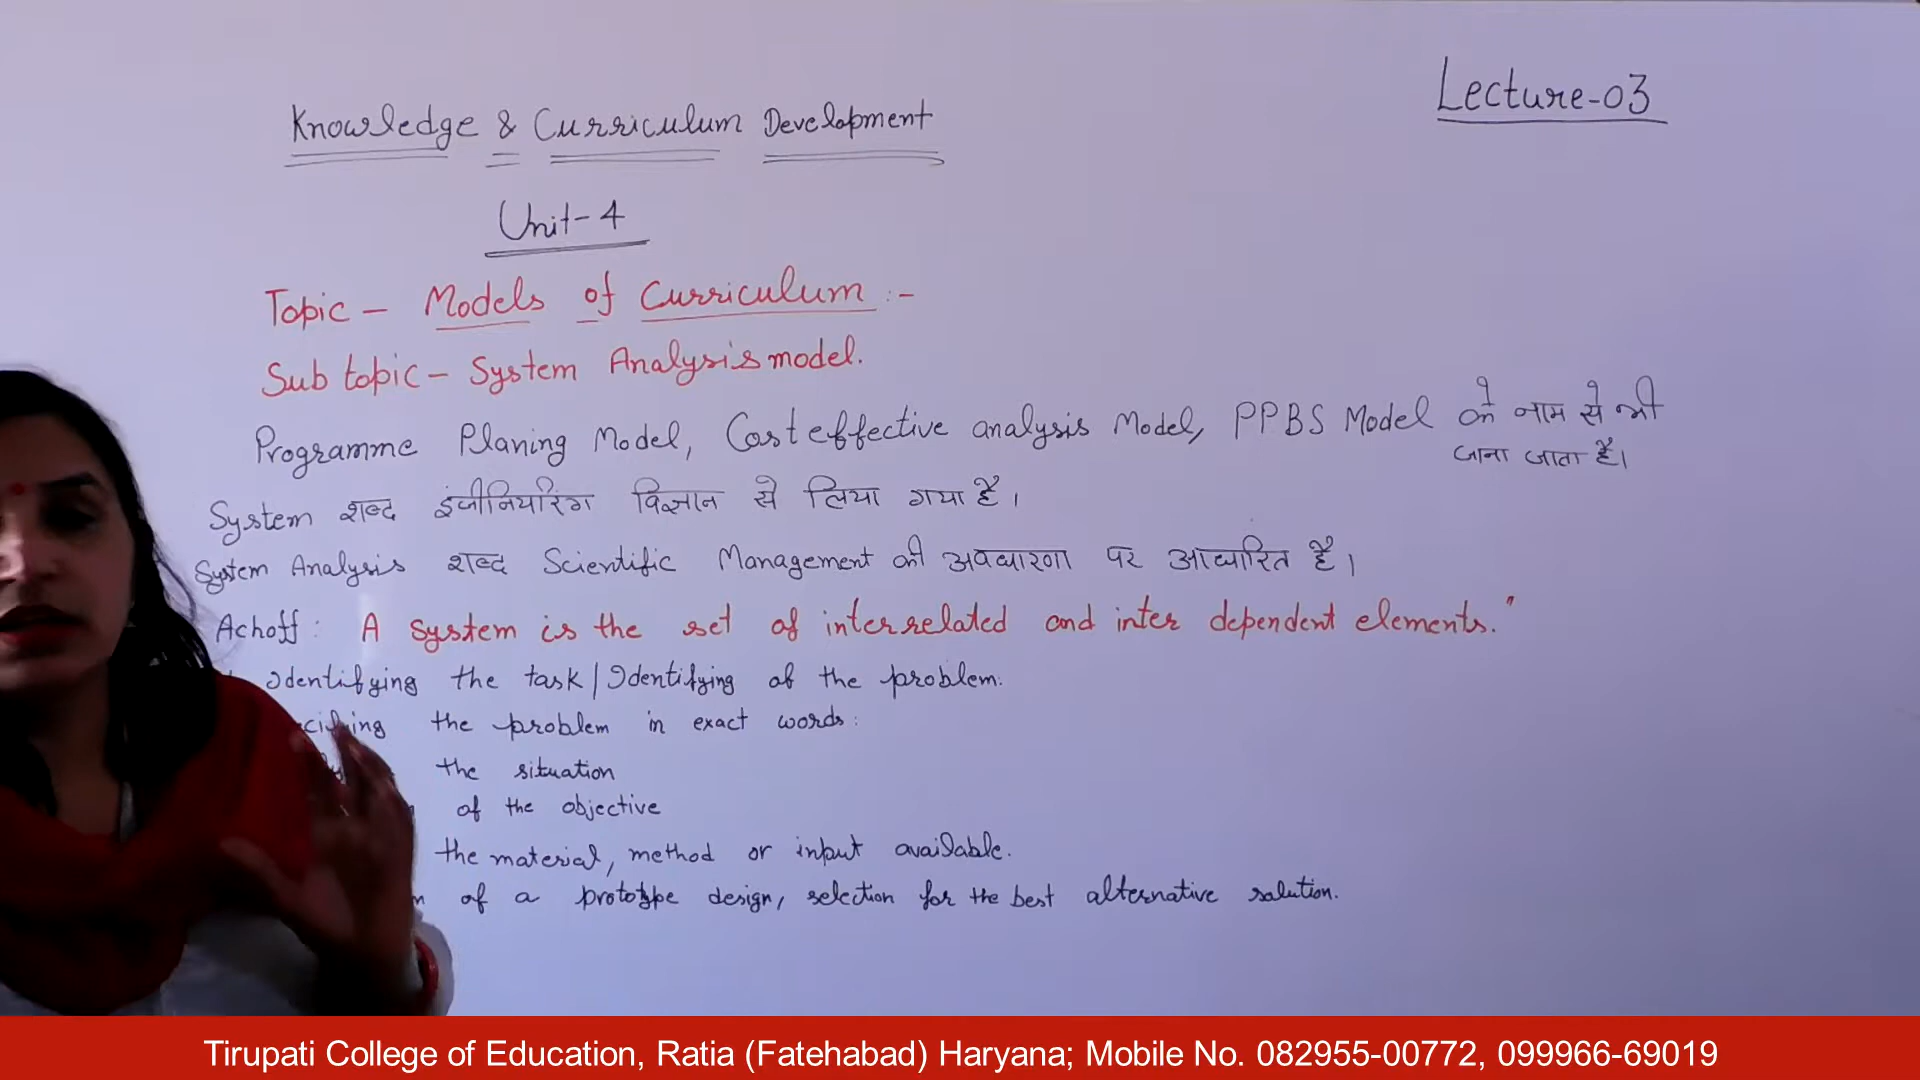 Lecture-03
Knowledge & Curriculum Development
Unit-4
Topic - Models of Curriculum :-
Sub topic - System Analysis model.
Programme Planing Model, Cost effective analysis Model, PPBS Model के नाम से भी
जाना जाता है।
System शब्द इंजीनियरिंग विज्ञान से लिया गया है।
System Analysis शब्द Scientific Management की अवधारणा पर आधारित है।
Achoff: A system is the set of interrelated and inter dependent elements."
Identifying the task/Identifying of the problem.
the problem in exact words:
the situation
of the objective
the material, method or input available.
of a prototype design, selection for the best alternative solution.
Tirupati College of Education, Ratia (Fatehabad) Haryana; Mobile No. 082955-00772, 099966-69019